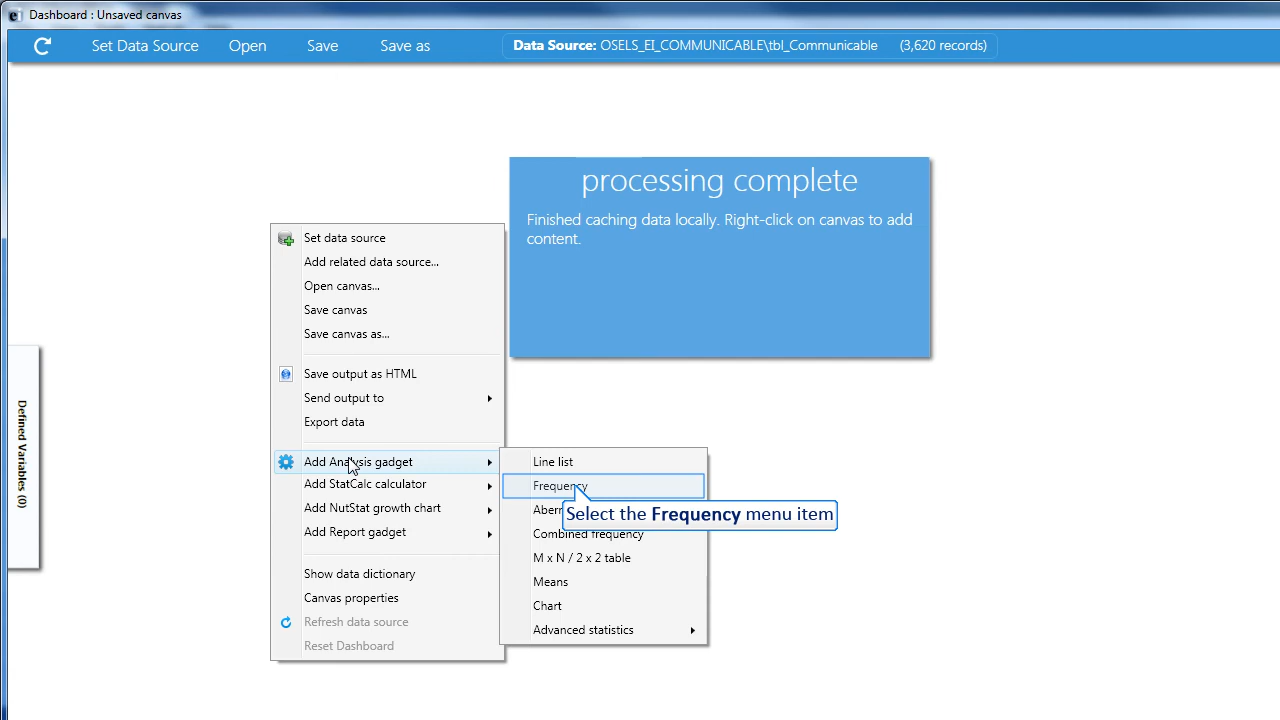 Dashboard : Unsaved canvas
Set Data Source Open Save Save as Data Source: OSELS_EI_COMMUNICABLE\tbl_Communicable (3,620 records)
processing complete
Finished caching data locally. Right-click on canvas to add
content.
Set data source
Add related data source...
Open canvas...
Save canvas
Save canvas as...
Save output as HTML
Send output to
Export data
Add Analysis gadget
Add StatCalc calculator
Add NutStat growth chart
Add Report gadget
Show data dictionary
Canvas properties
Refresh data source
Reset Dashboard
Line list
Frequency
Select the Frequency menu item
Combined frequency
M x N / 2 x 2 table
Means
Chart
Advanced statistics
Defined Variables (0)